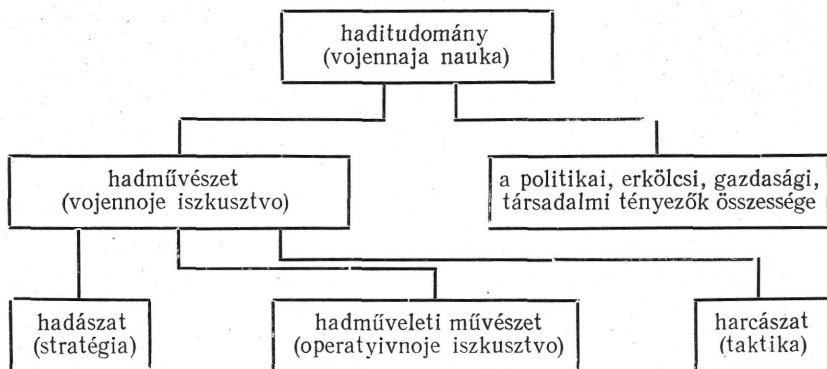 haditudomány
(vojennaja nauka)
hadművészet
(vojennoje iszkusztvo)
a politikai, erkölcsi, gazdasági,
társadalmi tényezők összessége
hadászat
(stratégia)
hadműveleti művészet
(operatyivnoje iszkusztvo)
harcászat
(taktika)